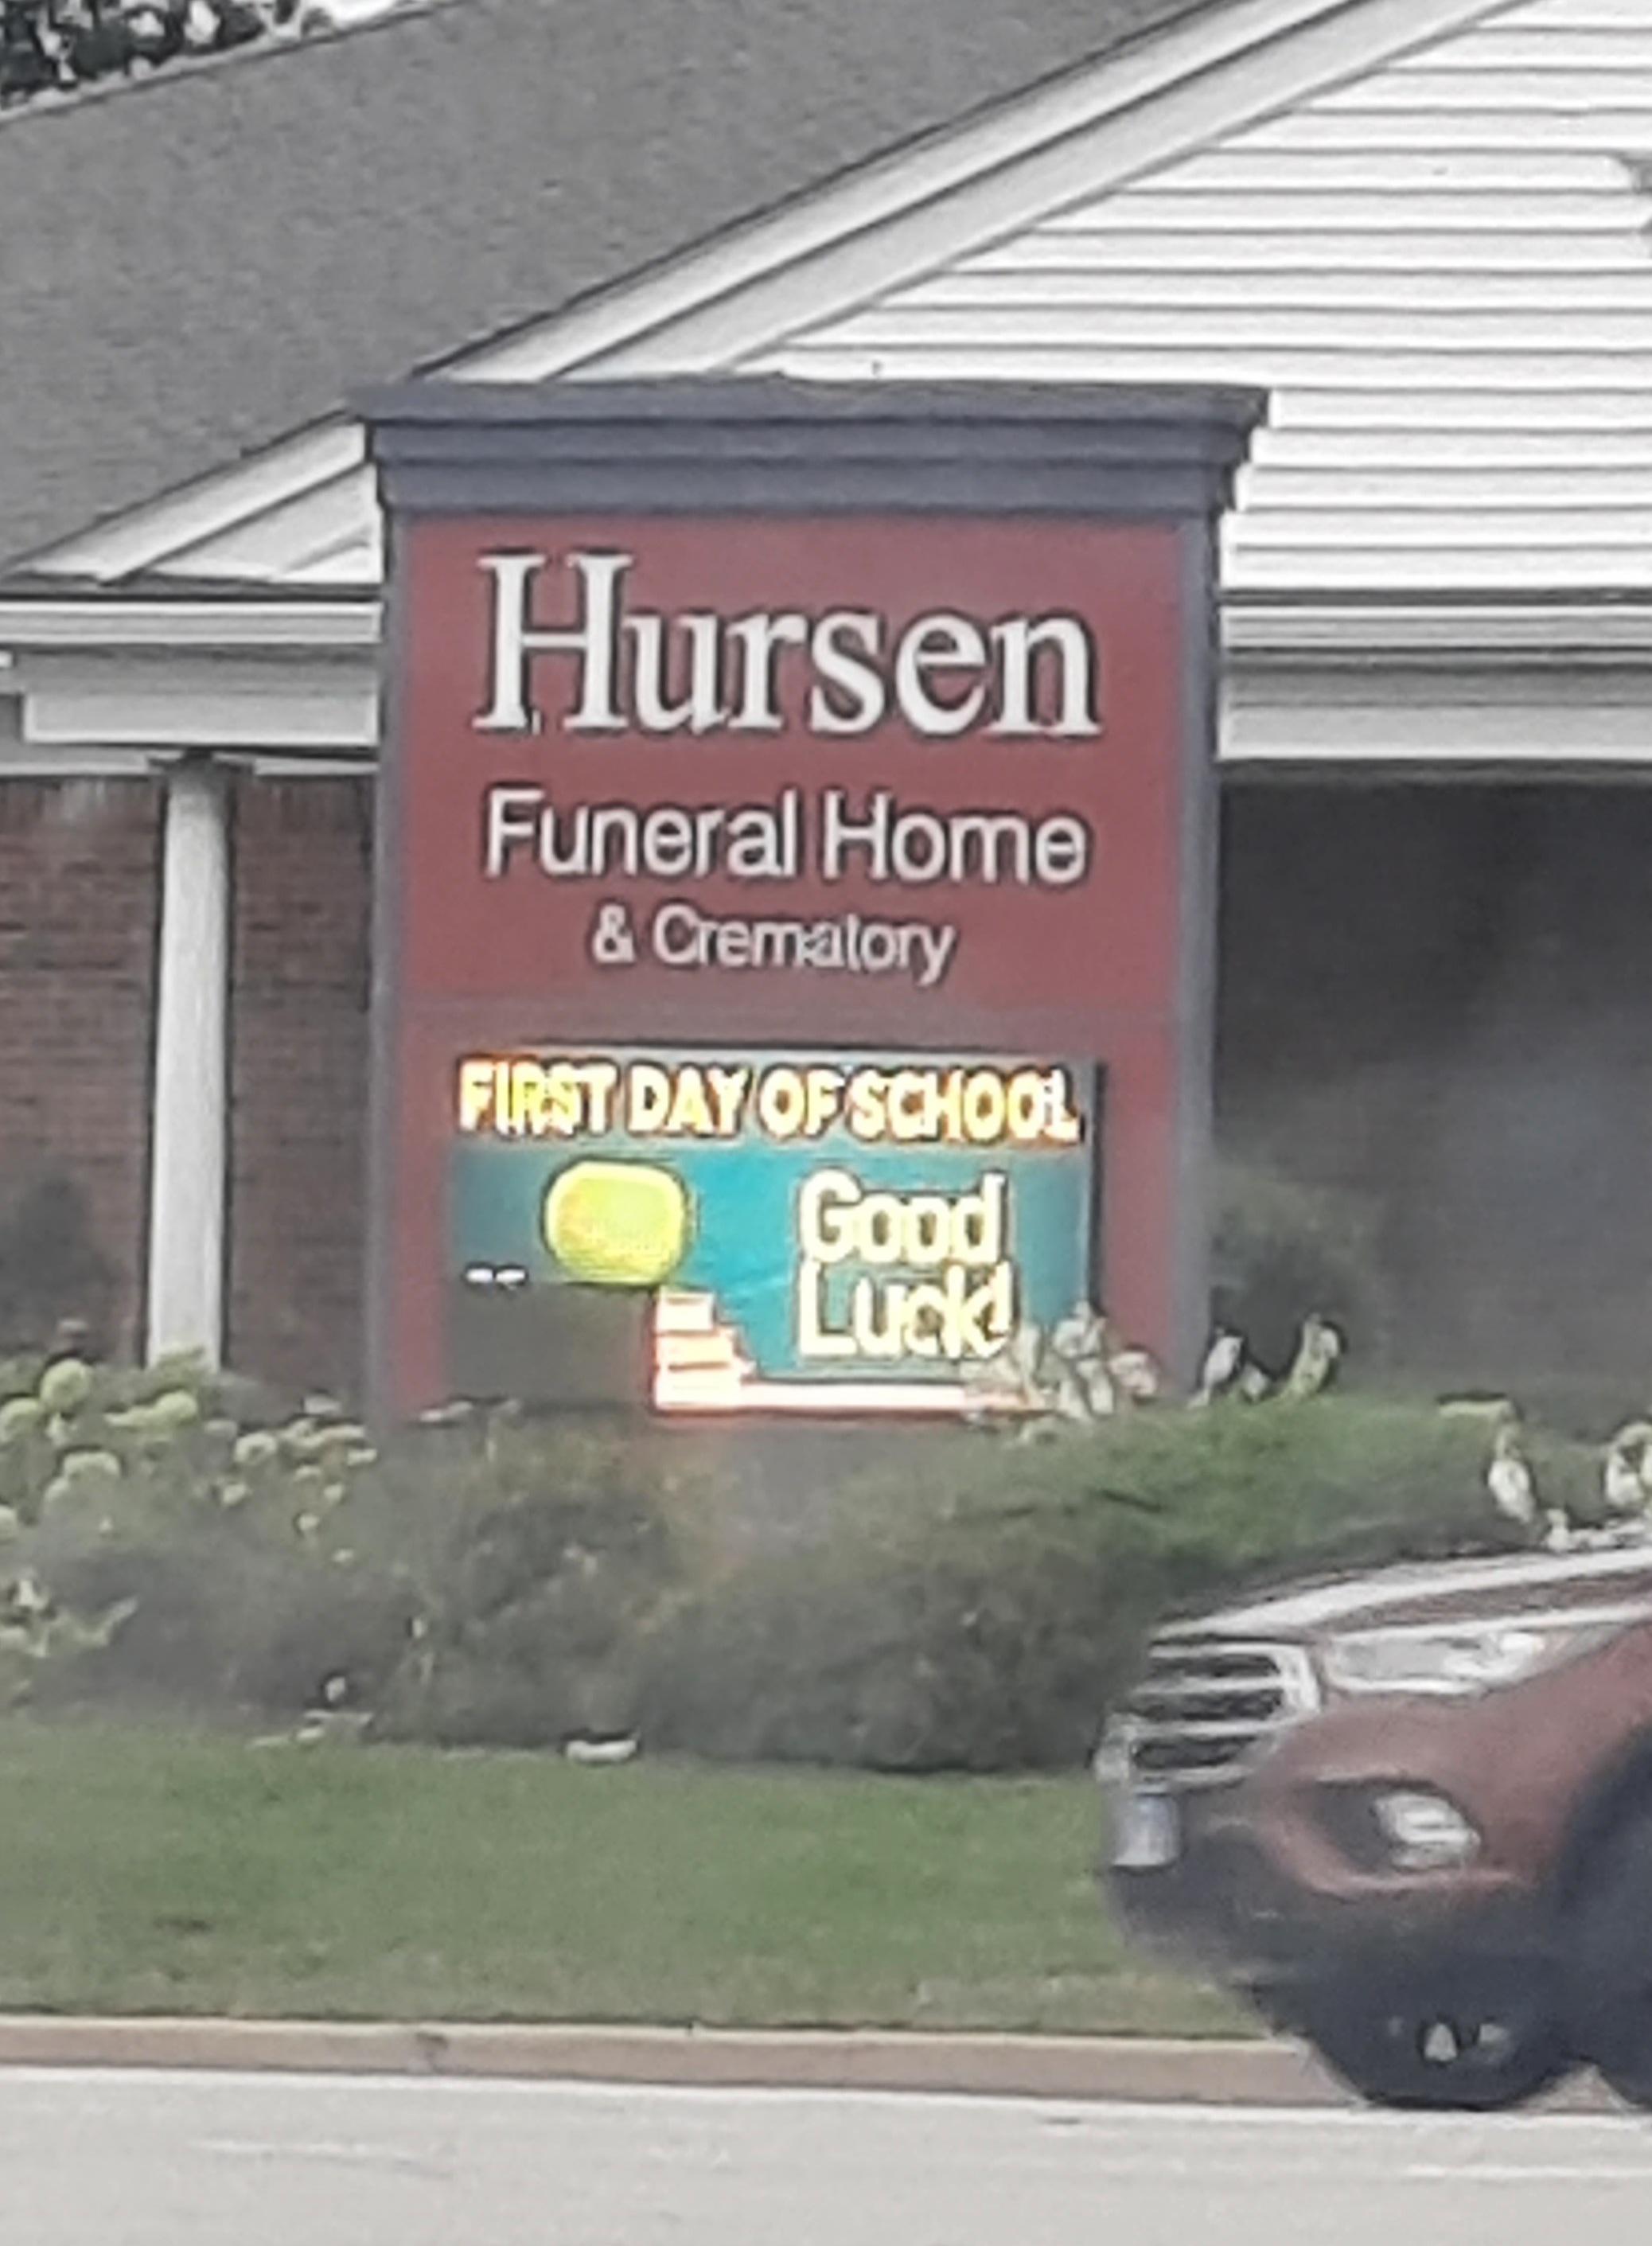 Hursen
Funeral Home
& Crematory
FIRST DAY OF SCHOOL
Good
Luck!